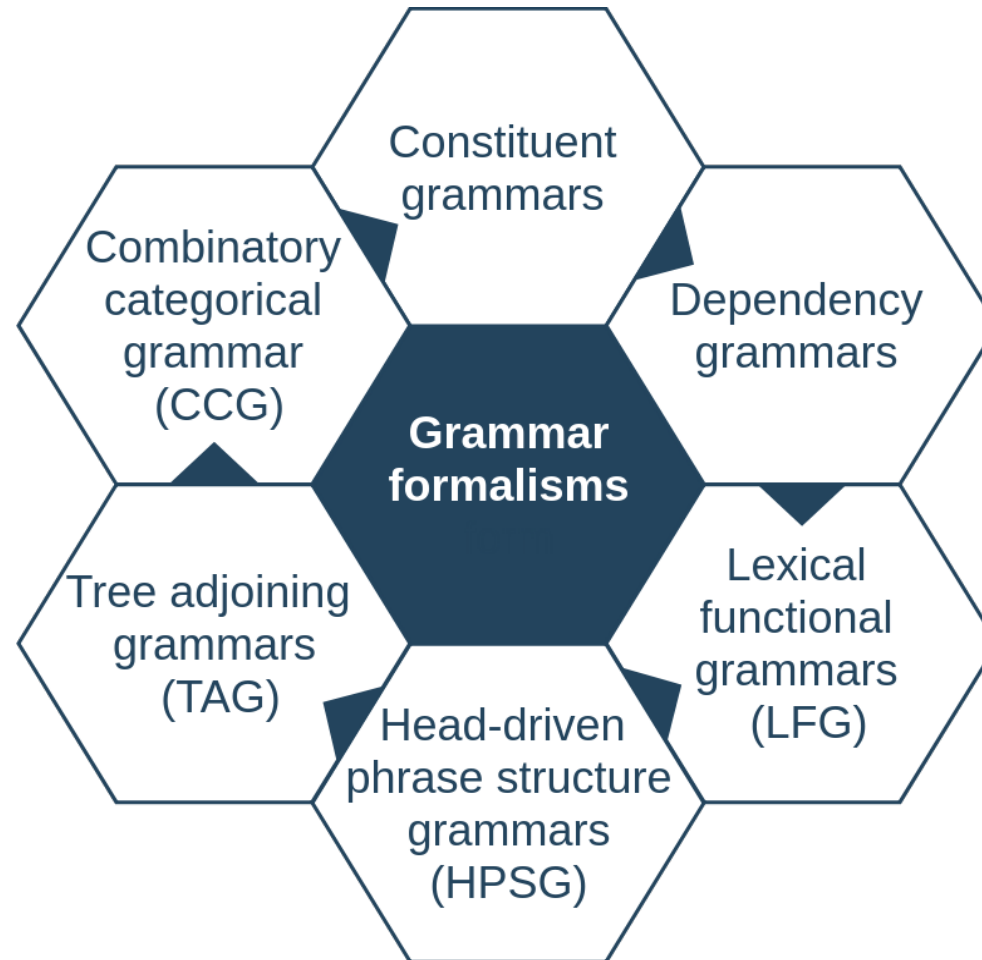 Constituent
grammars
Dependency
grammars
Lexical
functional
grammars
(LFG)
Head-driven
phrase structure
grammars
(HPSG)
Tree adjoining
grammars
(TAG)
Combinatory
categorical
grammar
(CCG)
Grammar
formalisms